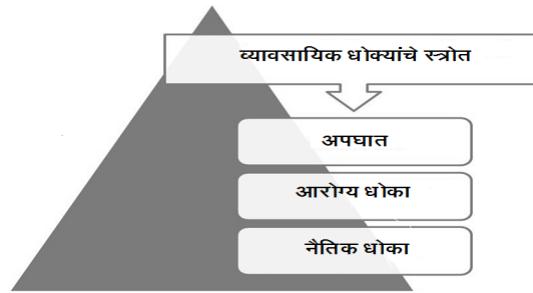 व्यावसायिक धोक्यांचे स्त्रोत
अपघात
आरोग्य धोका
नैतिक धोका